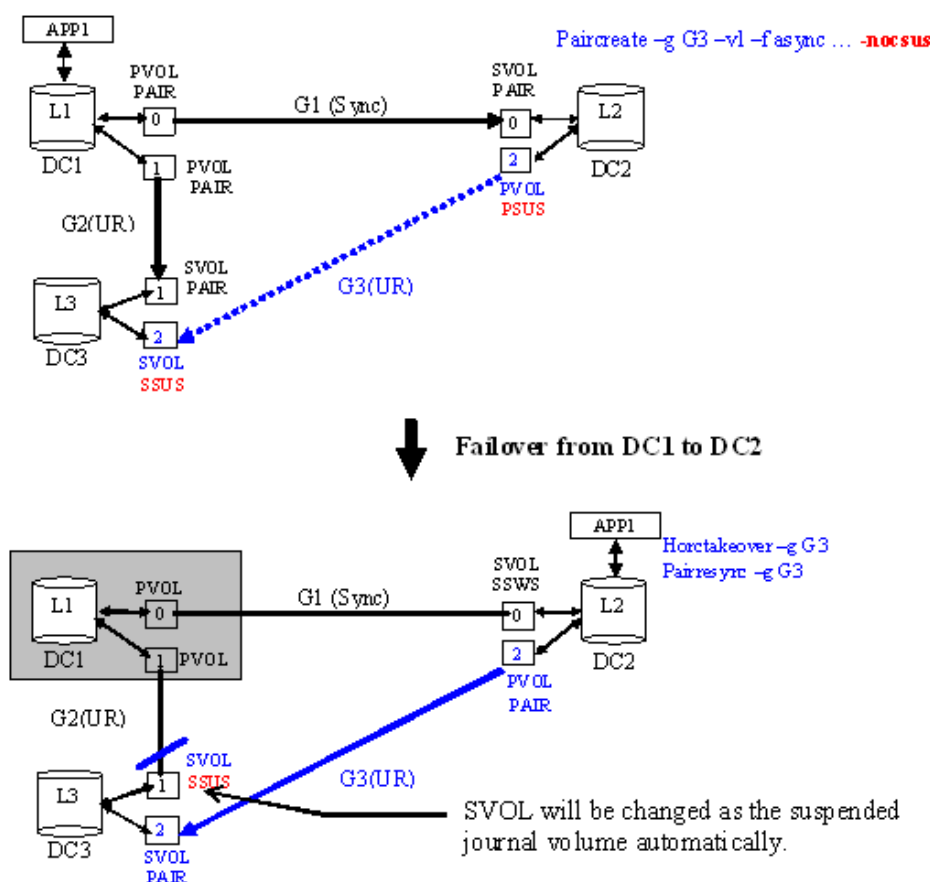 APP1
Paircreate –g G3 –vl –f async … -nocsus
PVOL
PAIR
SVOL
PAIR
G1 (Sync)
L1
0
0
L2
DC1
1
PVOL
PAIR
2
DC2
PVOL
PSUS
G2(UR)
SVOL
PAIR
G3(UR)
L3
1
2
DC3
SVOL
SSUS
Failover from DC1 to DC2
APP1
Horctakeover –g G3
Pairresync –g G3
SVOL
SSWS
PVOL
G1 (Sync)
L1
0
0
L2
DC1
1
PVOL
2
DC2
PVOL
PAIR
G2(UR)
SVOL
SSUS
G3(UR)
L3
1
SVOL will be changed as the suspended
journal volume automatically.
2
DC3
SVOL
PAIR